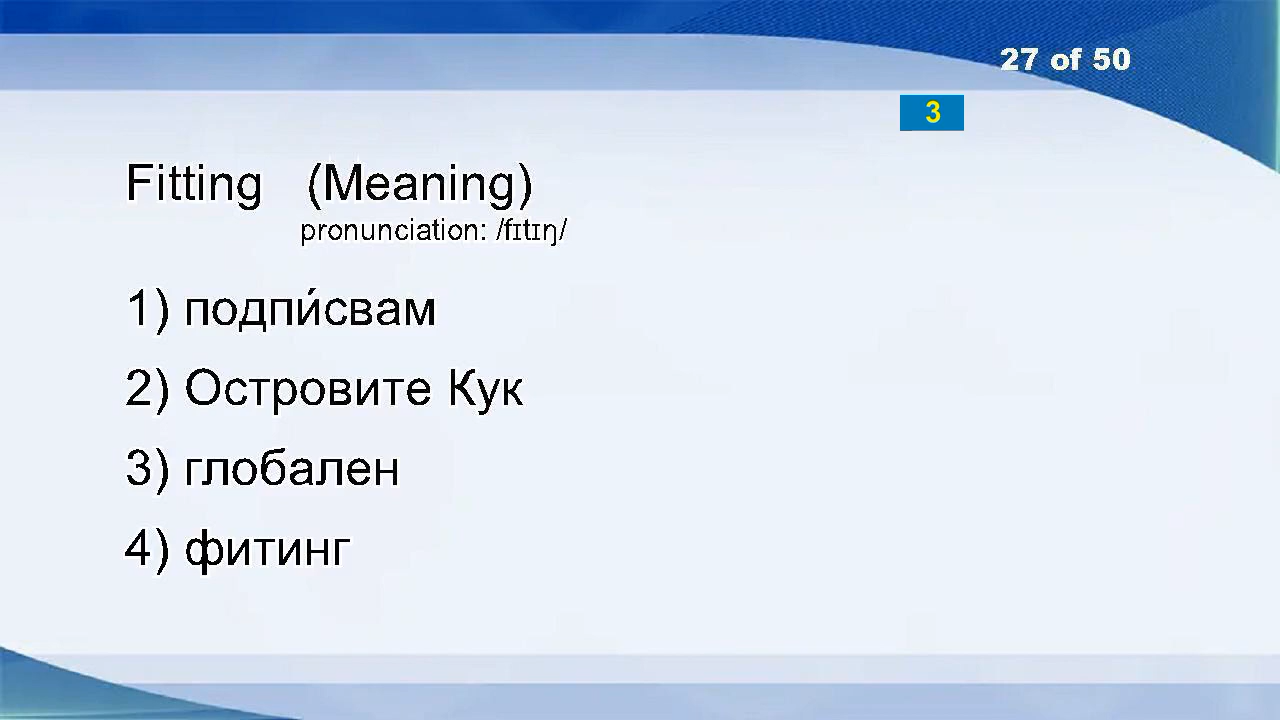 27 of 50
3
Fitting (Meaning)
pronunciation: /fɪtɪŋ/
1) подпи́свам
2) Островите Кук
3) глобален
4) фитинг